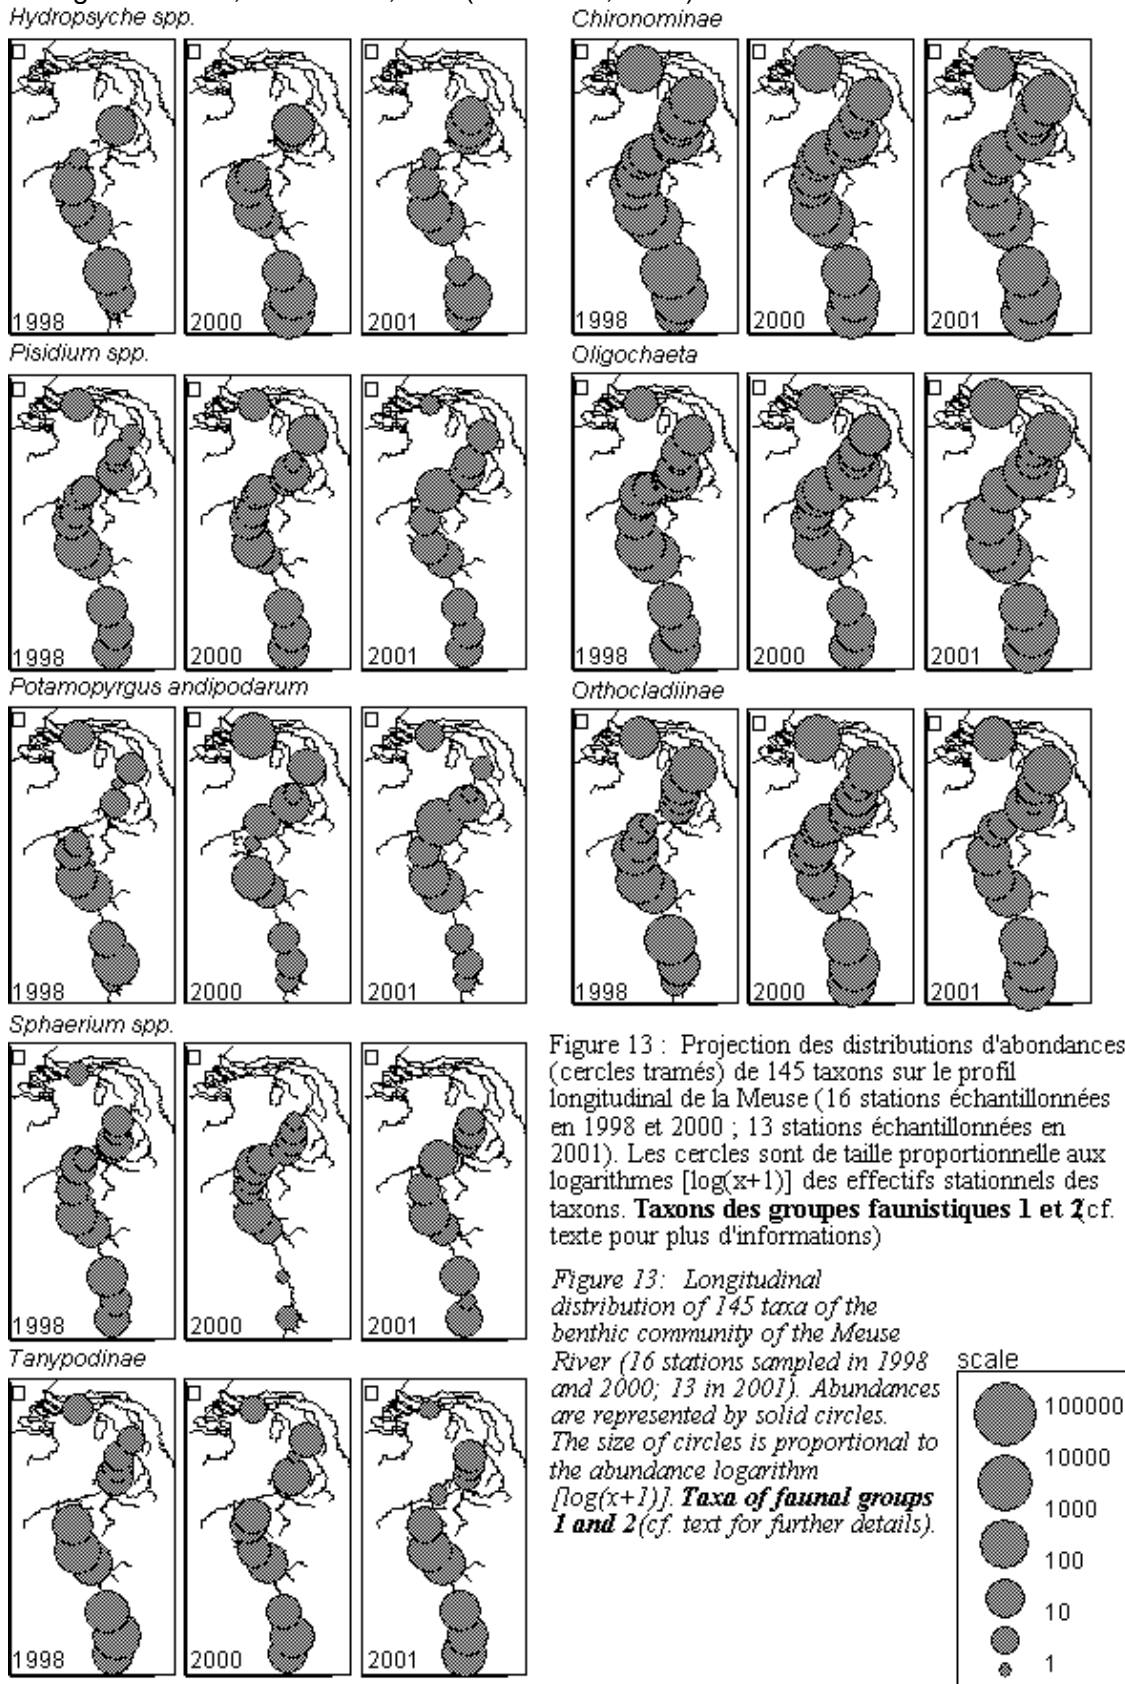 Hydropsyche spp.
1998
2000
2001
Pisidium spp.
1998
2000
2001
Potamopyrgus andipodarum
1998
2000
2001
Sphaerium spp.
1998
2000
2001
Tanypodinae
1998
2000
2001
Chironominae
1998
2000
2001
Oligochaeta
1998
2000
2001
Orthocladiinae
1998
2000
2001
Figure 13 : Projection des distributions d'abondances
(cercles tramés) de 145 taxons sur le profil
longitudinal de la Meuse (16 stations échantillonnées
en 1998 et 2000 ; 13 stations échantillonnées en
2001). Les cercles sont de taille proportionnelle aux
logarithmes [log(x+1)] des effectifs stationnels des
taxons. Taxons des groupes faunistiques 1 et 2(cf.
texte pour plus d'informations)
Figure 13: Longitudinal
distribution of 145 taxa of the
benthic community of the Meuse
River (16 stations sampled in 1998
and 2000; 13 in 2001). Abundances
are represented by solid circles.
The size of circles is proportional to
the abundance logarithm
[log(x+1)]. Taxa of faunal groups
1 and 2(cf. text for further details).
scale
100000
10000
1000
100
10
1